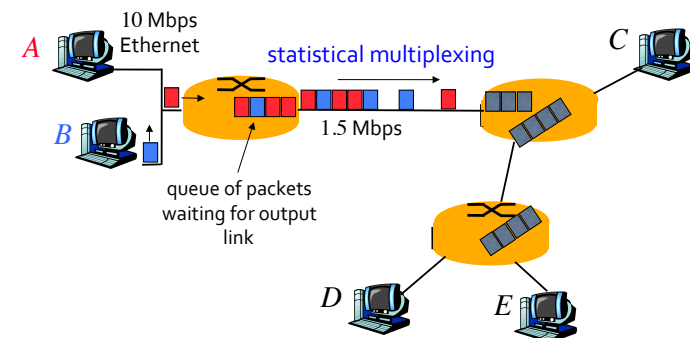 10 Mbps
Ethernet
A
statistical multiplexing
C
B
1.5 Mbps
queue of packets
waiting for output
link
D
E